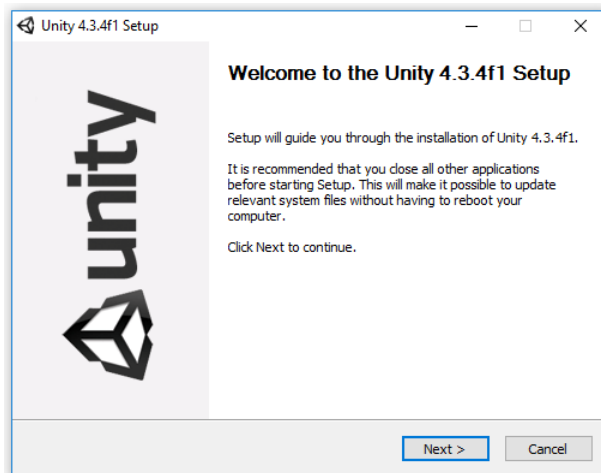 Unity 4.3.4f1 Setup
Welcome to the Unity 4.3.4f1 Setup
Setup will guide you through the installation of Unity 4.3.4f1.
It is recommended that you close all other applications
before starting Setup. This will make it possible to update
relevant system files without having to reboot your
computer.
Click Next to continue.
unity
Next >
Cancel